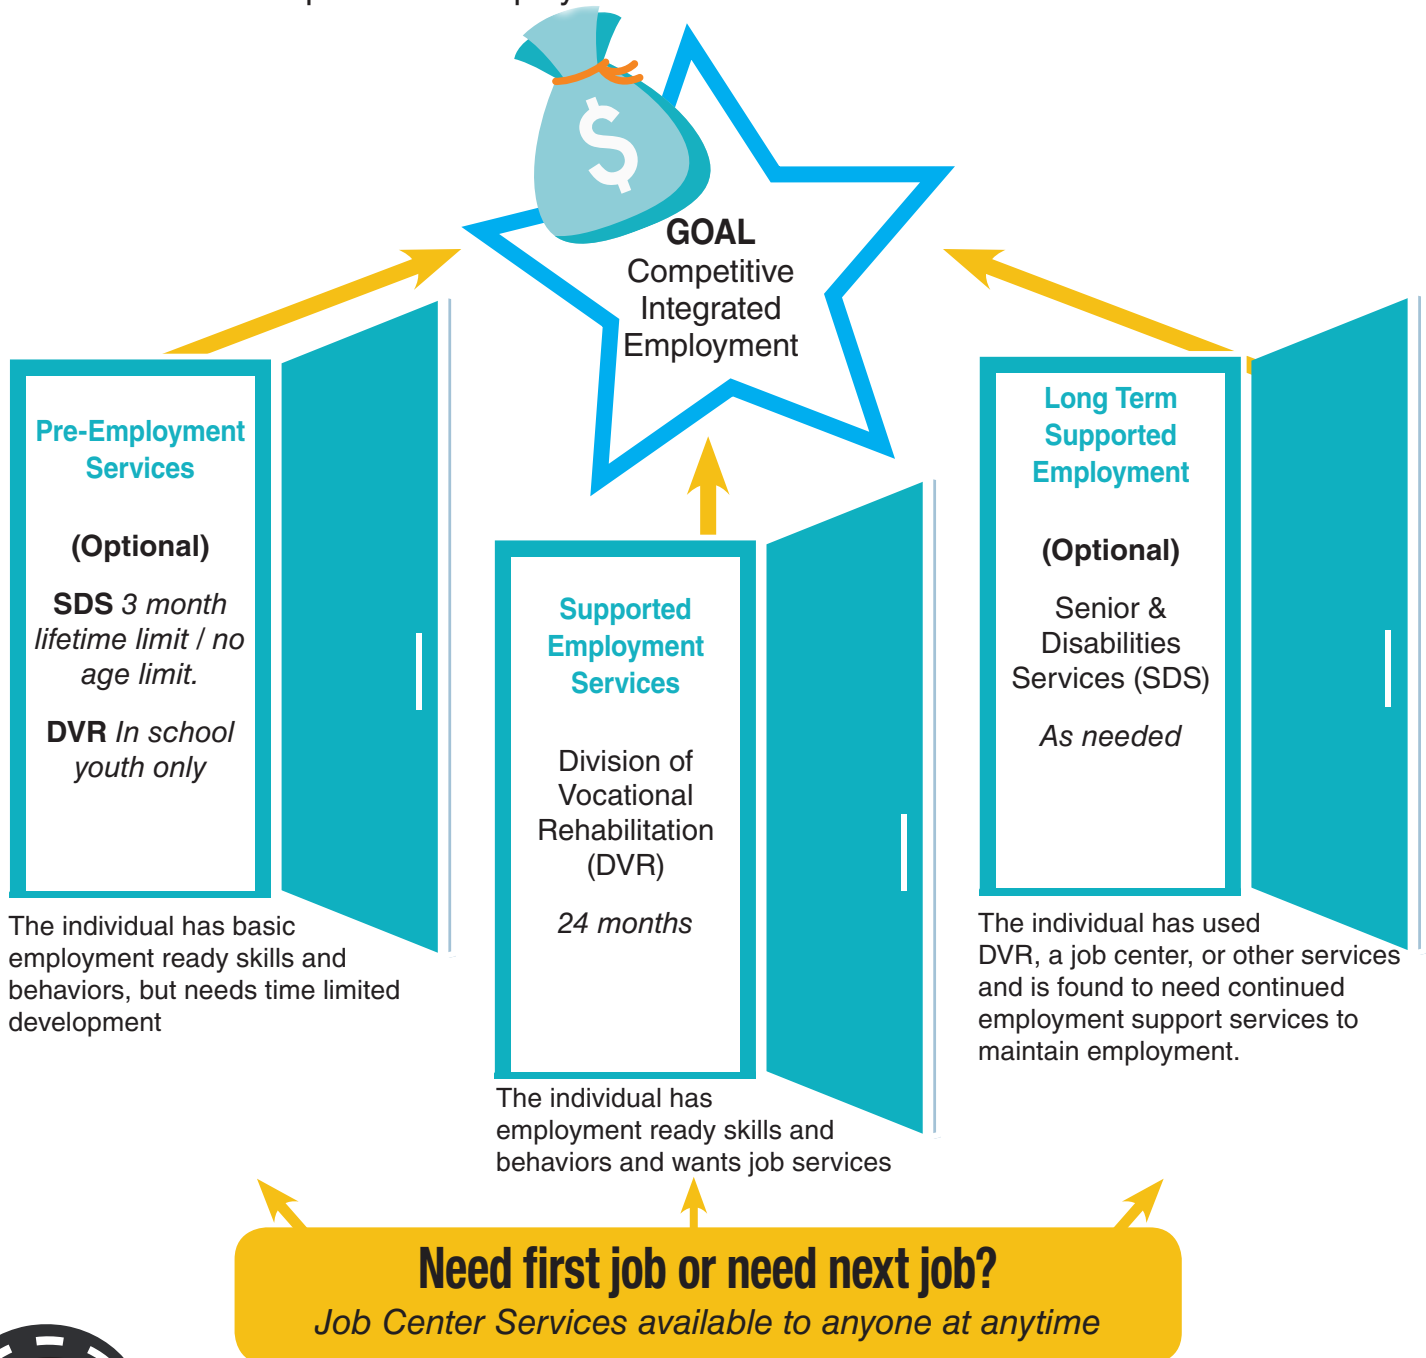 $
GOAL
Competitive
Integrated
Employment
Pre-Employment
Services
(Optional)
SDS 3 month
lifetime limit / no
age limit.
DVR In school
youth only
The individual has basic
employment ready skills and
behaviors, but needs time limited
development
Supported
Employment
Services
Division of
Vocational
Rehabilitation
(DVR)
24 months
The individual has
employment ready skills and
behaviors and wants job services
Long Term
Supported
Employment
(Optional)
Senior &
Disabilities
Services (SDS)
As needed
The individual has used
DVR, a job center, or other services
and is found to need continued
employment support services to
maintain employment.
Need first job or need next job?
Job Center Services available to anyone at anytime